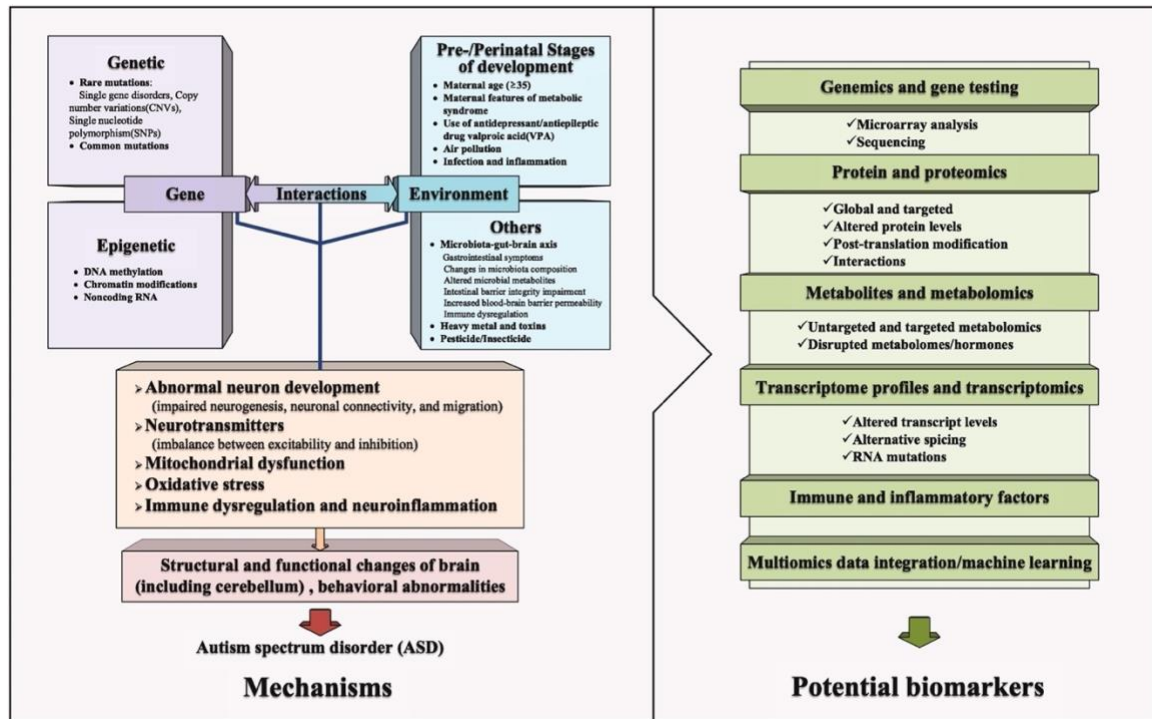 Genetic
• Rare mutations:
Single gene disorders, Copy
number variations(CNVs),
Single nucleotide
polymorphism(SNPs)
• Common mutations
Pre-/Perinatal Stages
of development
• Maternal age (≥35)
• Maternal features of metabolic
syndrome
• Use of antidepressant/antiepileptic
drug valproic acid(VPA)
• Air pollution
• Infection and inflammation
Gene
Interactions
Environment
Epigenetic
• DNA methylation
• Chromatin modifications
• Noncoding RNA
Others
• Microbiota-gut-brain axis
Gastrointestinal symptoms
Changes in microbiota composition
Altered microbial metabolites
Intestinal barrier integrity impairment
Increased blood-brain barrier permeability
Immune dysregulation
• Heavy metal and toxins
• Pesticide/Insecticide
➢ Abnormal neuron development
(impaired neurogenesis, neuronal connectivity, and migration)
➢ Neurotransmitters
(imbalance between excitability and inhibition)
➢ Mitochondrial dysfunction
➢ Oxidative stress
➢ Immune dysregulation and neuroinflammation
Structural and functional changes of brain
(including cerebellum) , behavioral abnormalities
Autism spectrum disorder (ASD)
Mechanisms
Genemics and gene testing
✓Microarray analysis
✓Sequencing
Protein and proteomics
✓Global and targeted
✓Altered protein levels
✓Post-translation modification
✓Interactions
Metabolites and metabolomics
✓Untargeted and targeted metabolomics
✓Disrupted metabolomes/hormones
Transcriptome profiles and transcriptomics
✓Altered transcript levels
✓Alternative spicing
✓RNA mutations
Immune and inflammatory factors
Multiomics data integration/machine learning
Potential biomarkers